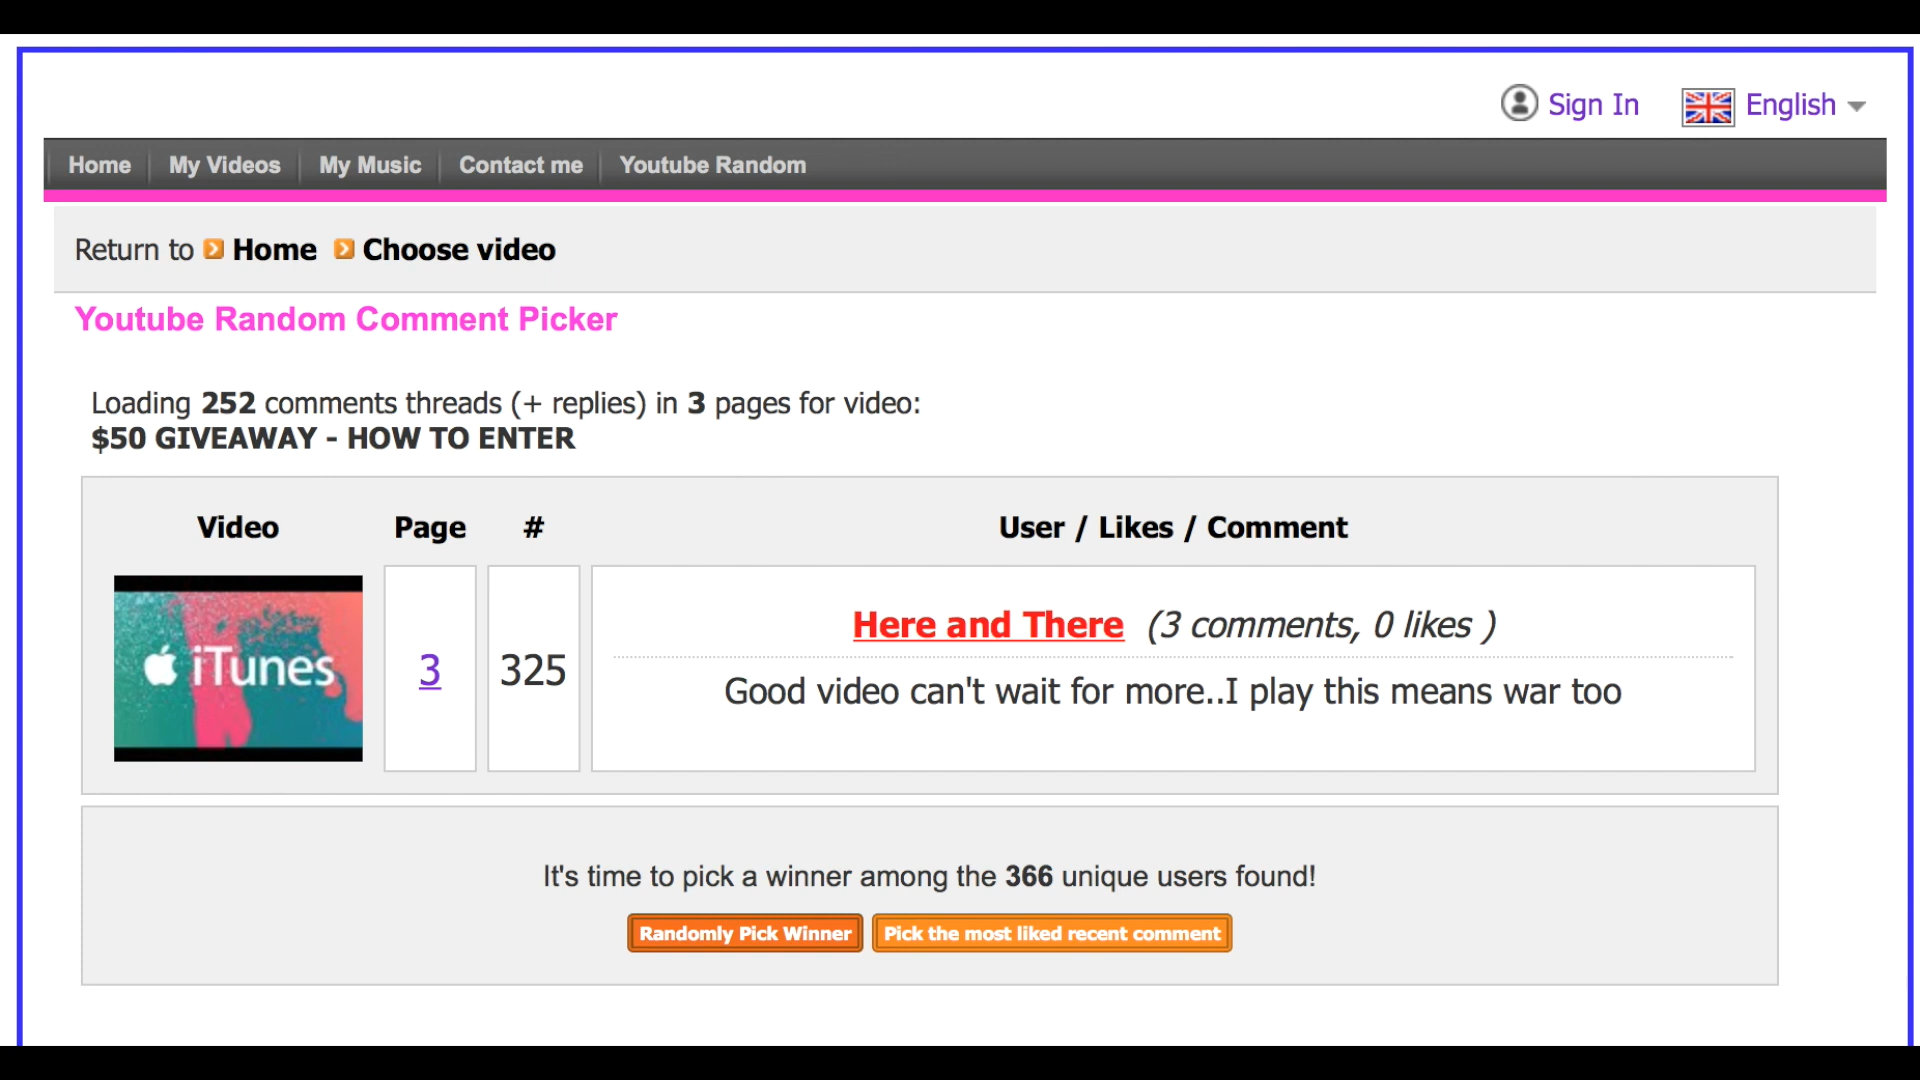 Sign In English
Home My Videos My Music Contact me Youtube Random
Return to Home Choose video
Youtube Random Comment Picker
Loading 252 comments threads (+ replies) in 3 pages for video:
$50 GIVEAWAY - HOW TO ENTER
Video Page # User / Likes / Comment
iTunes
3
325
Here and There (3 comments, 0 likes )
Good video can't wait for more..I play this means war too
It's time to pick a winner among the 366 unique users found!
Randomly Pick Winner Pick the most liked recent comment